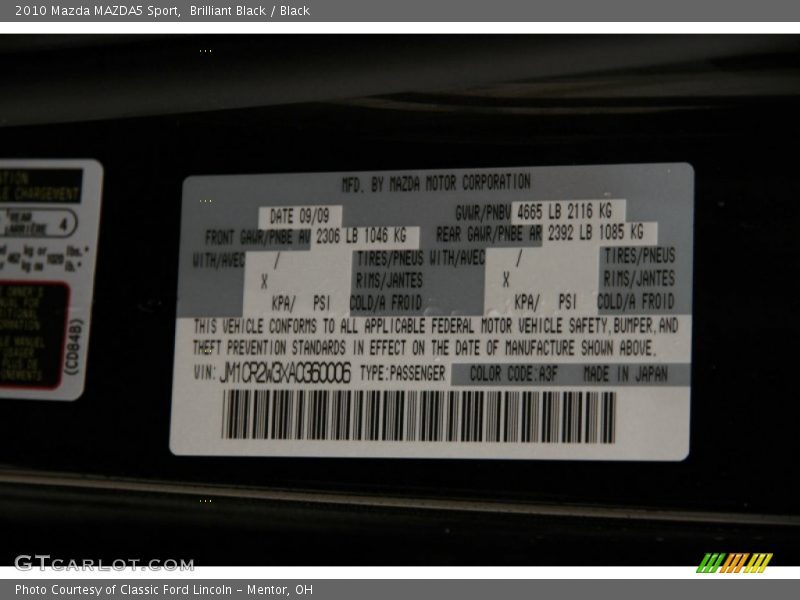 2010 Mazda MAZDA5 Sport, Brilliant Black / Black
MFD. BY MAZDA MOTOR CORPORATION
DATE 09/09 GVWR/PNBV 4665 LB 2116 KG
FRONT GAWR/PNBE AV 2306 LB 1046 KG REAR GAWR/PNBE AR 2392 LB 1085 KG
WITH/AVEC / TIRES/PNEUS WITH/AVEC / TIRES/PNEUS
X RIMS/JANTES X RIMS/JANTES
KPA/ PSI COLD/A FROID KPA/ PSI COLD/A FROID
THIS VEHICLE CONFORMS TO ALL APPLICABLE FEDERAL MOTOR VEHICLE SAFETY,BUMPER,AND
THEFT PREVENTION STANDARDS IN EFFECT ON THE DATE OF MANUFACTURE SHOWN ABOVE.
VIN: JM1CR2W3XA0360006 TYPE:PASSENGER COLOR CODE:A3F MADE IN JAPAN
CHARGEMENT
REAR
ARRIÈRE 4
(CD84B)
GTCARLOT.COM
Photo Courtesy of Classic Ford Lincoln - Mentor, OH